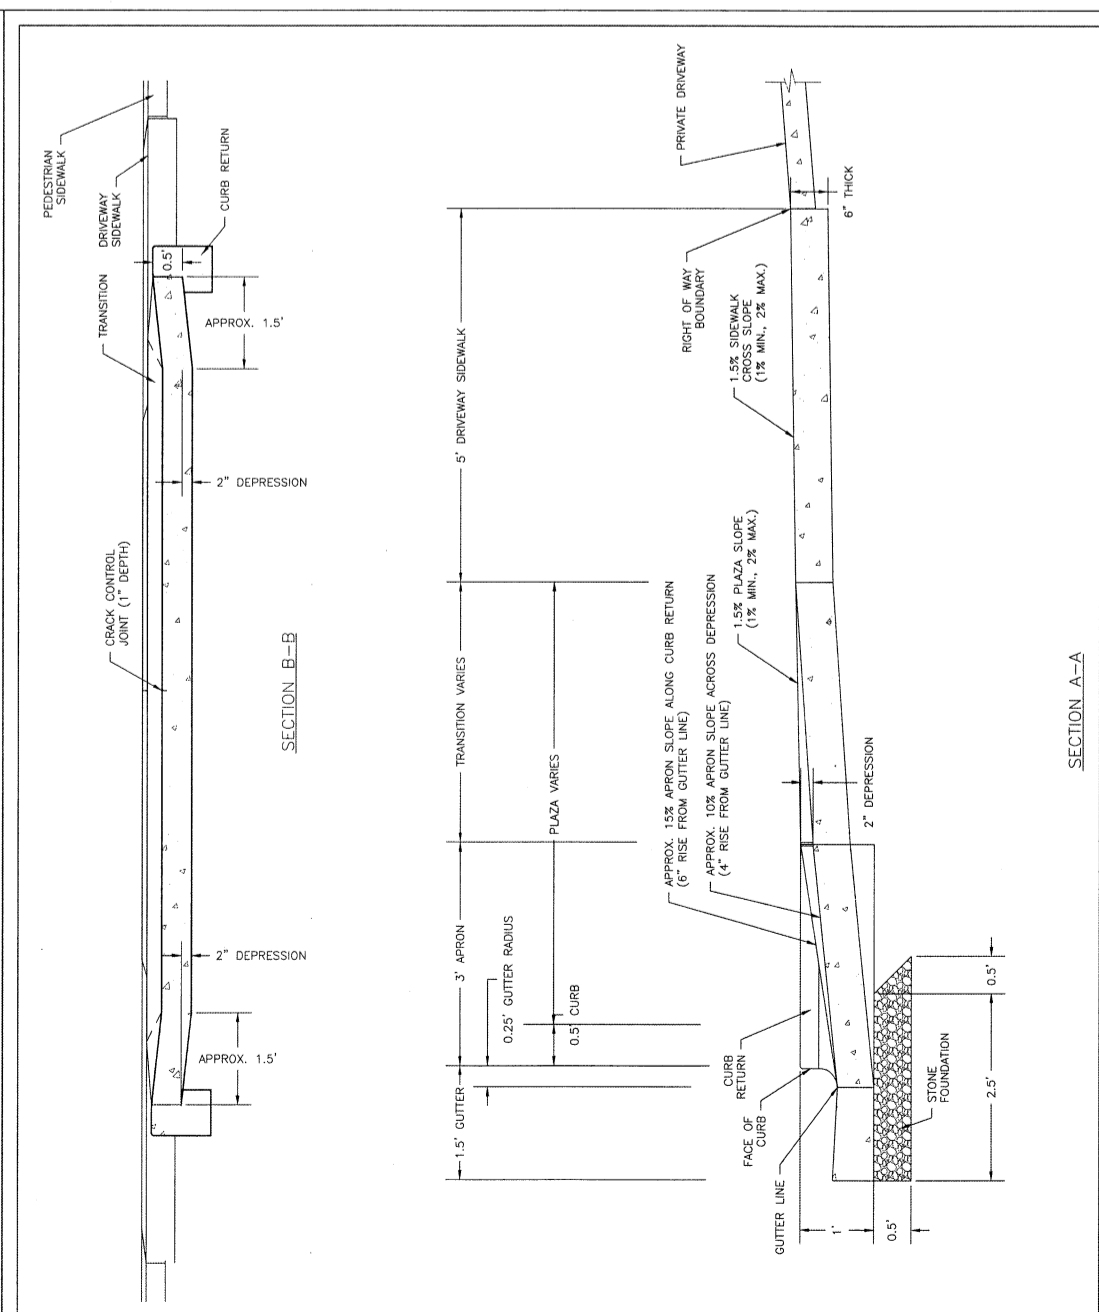 PEDESTRIAN
SIDEWALK
DRIVEWAY
SIDEWALK
CURB RETURN
TRANSITION
0.5'
APPROX. 1.5'
2" DEPRESSION
CRACK CONTROL
JOINT (1" DEPTH)
2" DEPRESSION
APPROX. 1.5'
SECTION B-B
1.5' GUTTER
3' APRON
TRANSITION VARIES
5' DRIVEWAY SIDEWALK
0.25' GUTTER RADIUS
0.5' CURB
PLAZA VARIES
APPROX. 15% APRON SLOPE ALONG CURB RETURN
(6" RISE FROM GUTTER LINE)
APPROX. 10% APRON SLOPE ACROSS DEPRESSION
(4" RISE FROM GUTTER LINE)
1.5% PLAZA SLOPE
(1% MIN., 2% MAX.)
1.5% SIDEWALK
CROSS SLOPE
(1% MIN., 2% MAX.)
RIGHT OF WAY
BOUNDARY
PRIVATE DRIVEWAY
6" THICK
2" DEPRESSION
CURB
RETURN
FACE OF
CURB
GUTTER LINE
1'
0.5'
STONE
FOUNDATION
2.5'
0.5'
SECTION A-A